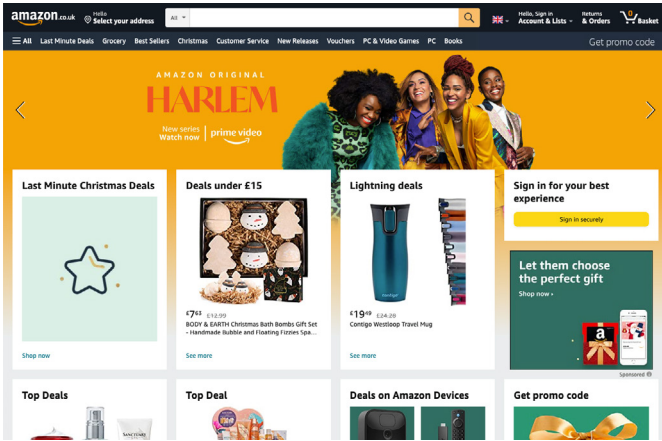 amazon.co.uk
Hello
Select your address
All
Hello, Sign in
Account & Lists
Returns
& Orders
0
Basket
All
Last Minute Deals
Grocery
Best Sellers
Christmas
Customer Service
New Releases
Vouchers
PC & Video Games
PC
Books
Get promo code
AMAZON ORIGINAL
HARLEM
New series
Watch now
prime video
Last Minute Christmas Deals
Shop now
Deals under £15
£7⁶³ £12.99
BODY & EARTH Christmas Bath Bombs Gift Set
- Handmade Bubble and Floating Fizzies Spa...
See more
Lightning deals
£19⁴⁹ £24.28
Contigo Westloop Travel Mug
See more
Sign in for your best
experience
Sign in securely
Let them choose
the perfect gift
Shop now ›
a
Sponsored
Top Deals
SANCTUARY
Top Deal
Deals on Amazon Devices
Get promo code